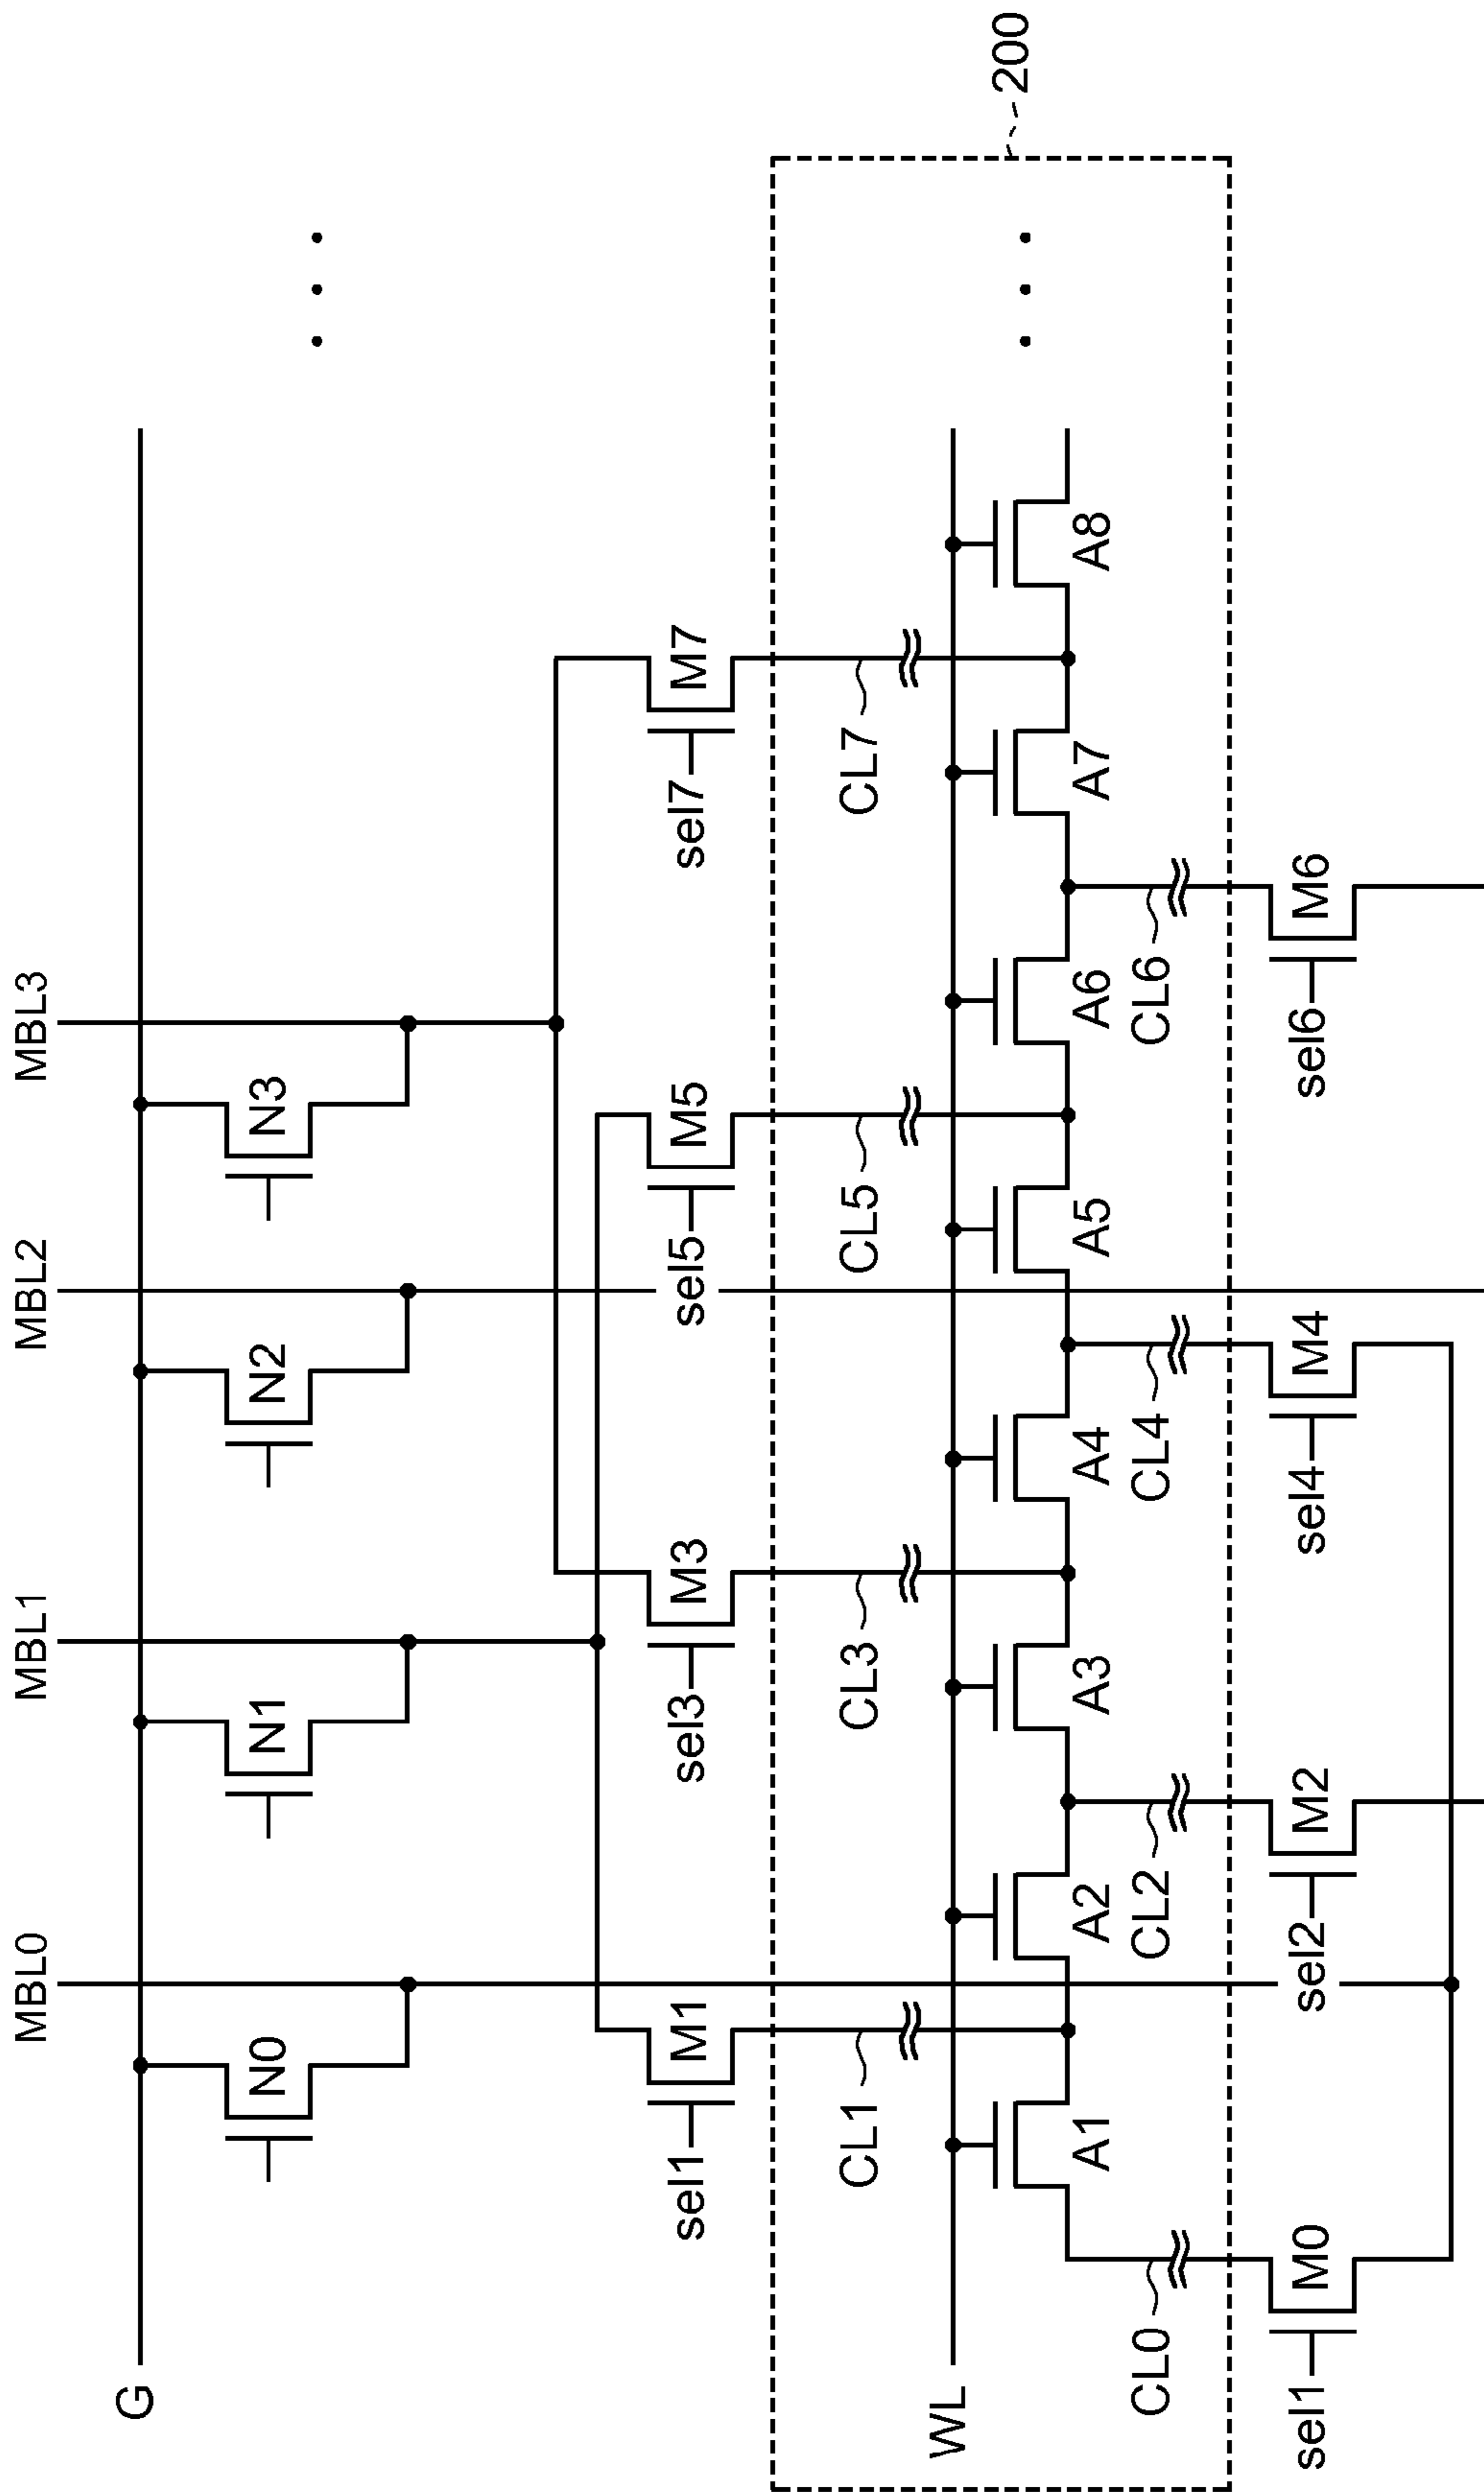 MBL0 MBL1 MBL2 MBL3
G
N0 N1 N2 N3
sel1 M1 sel3 M3 sel5 M5 sel7 M7
200
CL1 CL3 CL5 CL7
WL
A1 A2 A3 A4 A5 A6 A7 A8
CL0 CL2 CL4 CL6
sel1 M0 sel2 M2 sel4 M4 sel6 M6